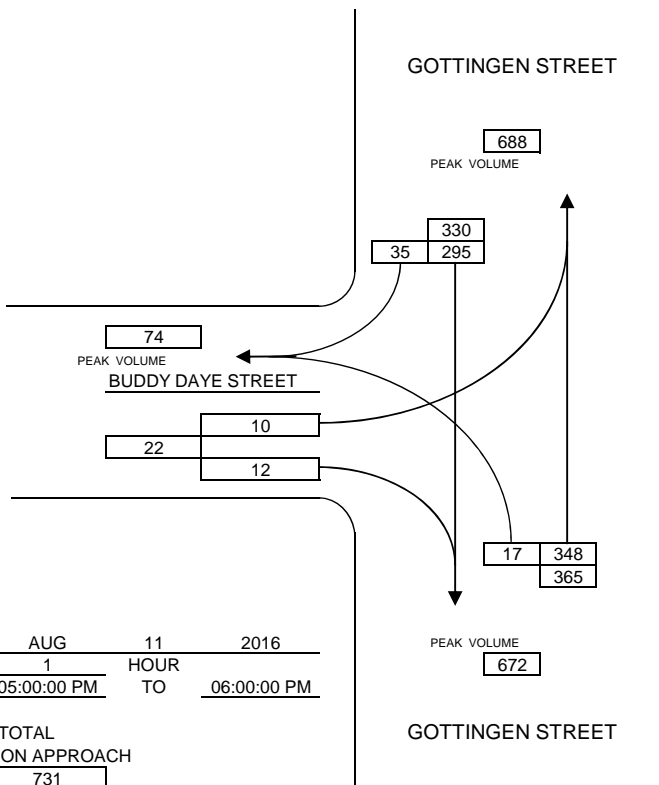 GOTTINGEN STREET
688
PEAK VOLUME
330
35 295
74
PEAK VOLUME
BUDDY DAYE STREET
10
22
12
17 348
365
AUG 11 2016
1 HOUR
05:00:00 PM TO 06:00:00 PM
PEAK VOLUME
672
TOTAL
ON APPROACH
731
GOTTINGEN STREET